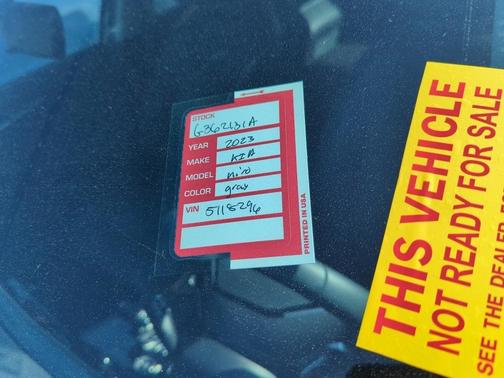 STOCK
G362131A
YEAR 2023
MAKE KIA
MODEL Niro
COLOR gray
VIN 5118296
PRINTED IN USA
THIS VEHICLE
NOT READY FOR SALE
SEE THE DEALER